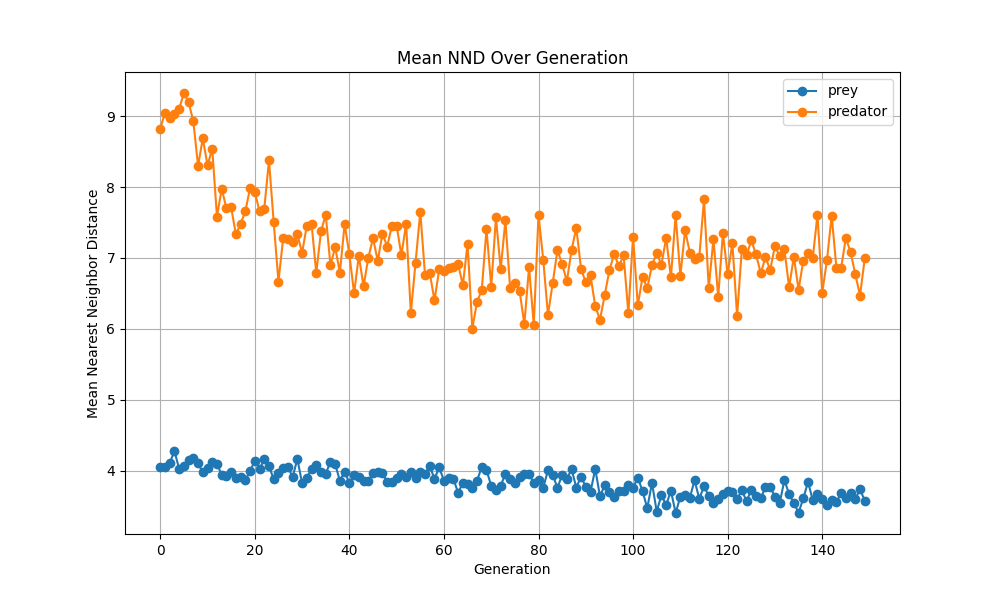 Mean NND Over Generation
prey
predator
Mean Nearest Neighbor Distance
9
8
7
6
5
4
0 20 40 60 80 100 120 140
Generation